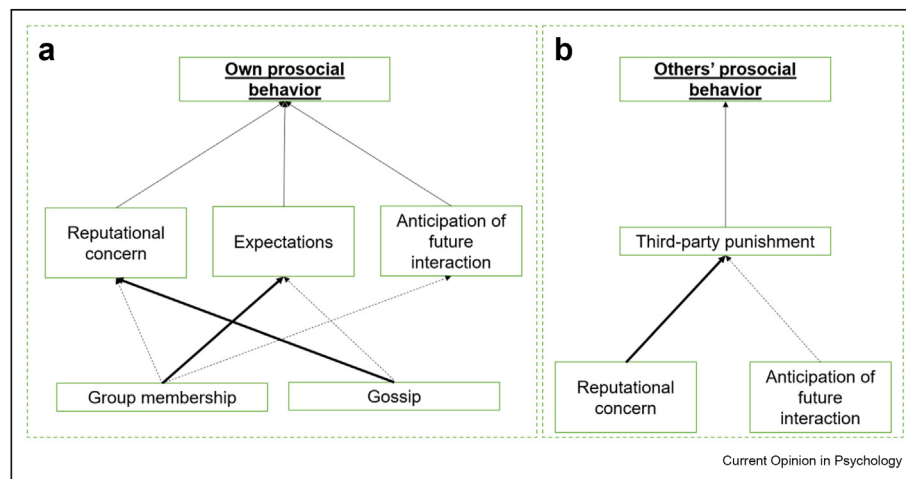 a
Own prosocial
behavior
Reputational
concern
Expectations
Anticipation of
future
interaction
Group membership
Gossip
b
Others' prosocial
behavior
Third-party punishment
Reputational
concern
Anticipation of
future
interaction
Current Opinion in Psychology